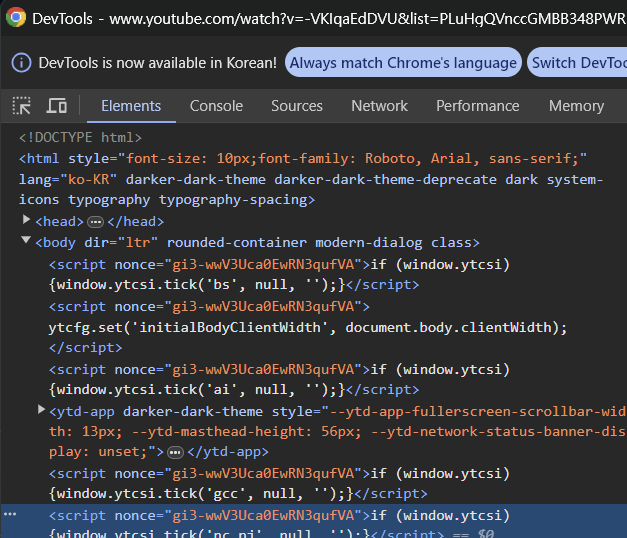 DevTools - www.youtube.com/watch?v=-VKIqaEdDVU&list=PLuHgQVnccGMBB348PWR
DevTools is now available in Korean! Always match Chrome's language Switch DevToo
Elements Console Sources Network Performance Memory
<!DOCTYPE html>
<html style="font-size: 10px;font-family: Roboto, Arial, sans-serif;"
lang="ko-KR" darker-dark-theme darker-dark-theme-deprecate dark system-
icons typography typography-spacing>
<head> ••• </head>
<body dir="ltr" rounded-container modern-dialog class>
<script nonce="gi3-wwV3Uca0EwRN3qufVA">if (window.ytcsi)
{window.ytcsi.tick('bs', null, '');}</script>
<script nonce="gi3-wwV3Uca0EwRN3qufVA">
ytcfg.set('initialBodyClientWidth', document.body.clientWidth);
</script>
<script nonce="gi3-wwV3Uca0EwRN3qufVA">if (window.ytcsi)
{window.ytcsi.tick('ai', null, '');}</script>
<ytd-app darker-dark-theme style="--ytd-app-fullerscreen-scrollbar-wid
th: 13px; --ytd-masthead-height: 56px; --ytd-network-status-banner-dis
play: unset;"> ••• </ytd-app>
<script nonce="gi3-wwV3Uca0EwRN3qufVA">if (window.ytcsi)
{window.ytcsi.tick('gcc', null, '');}</script>
<script nonce="gi3-wwV3Uca0EwRN3qufVA">if (window.ytcsi)
{window.ytcsi.tick('nc_pj', null, '');}</script> == $0